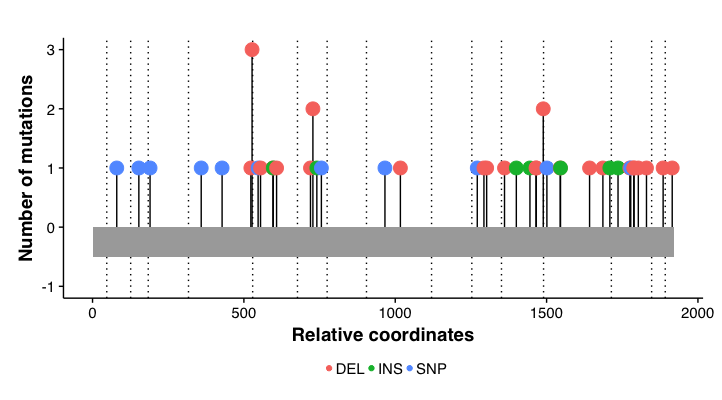 Number of mutations
3
2
1
0
-1
0 500 1000 1500 2000
Relative coordinates
DEL INS SNP